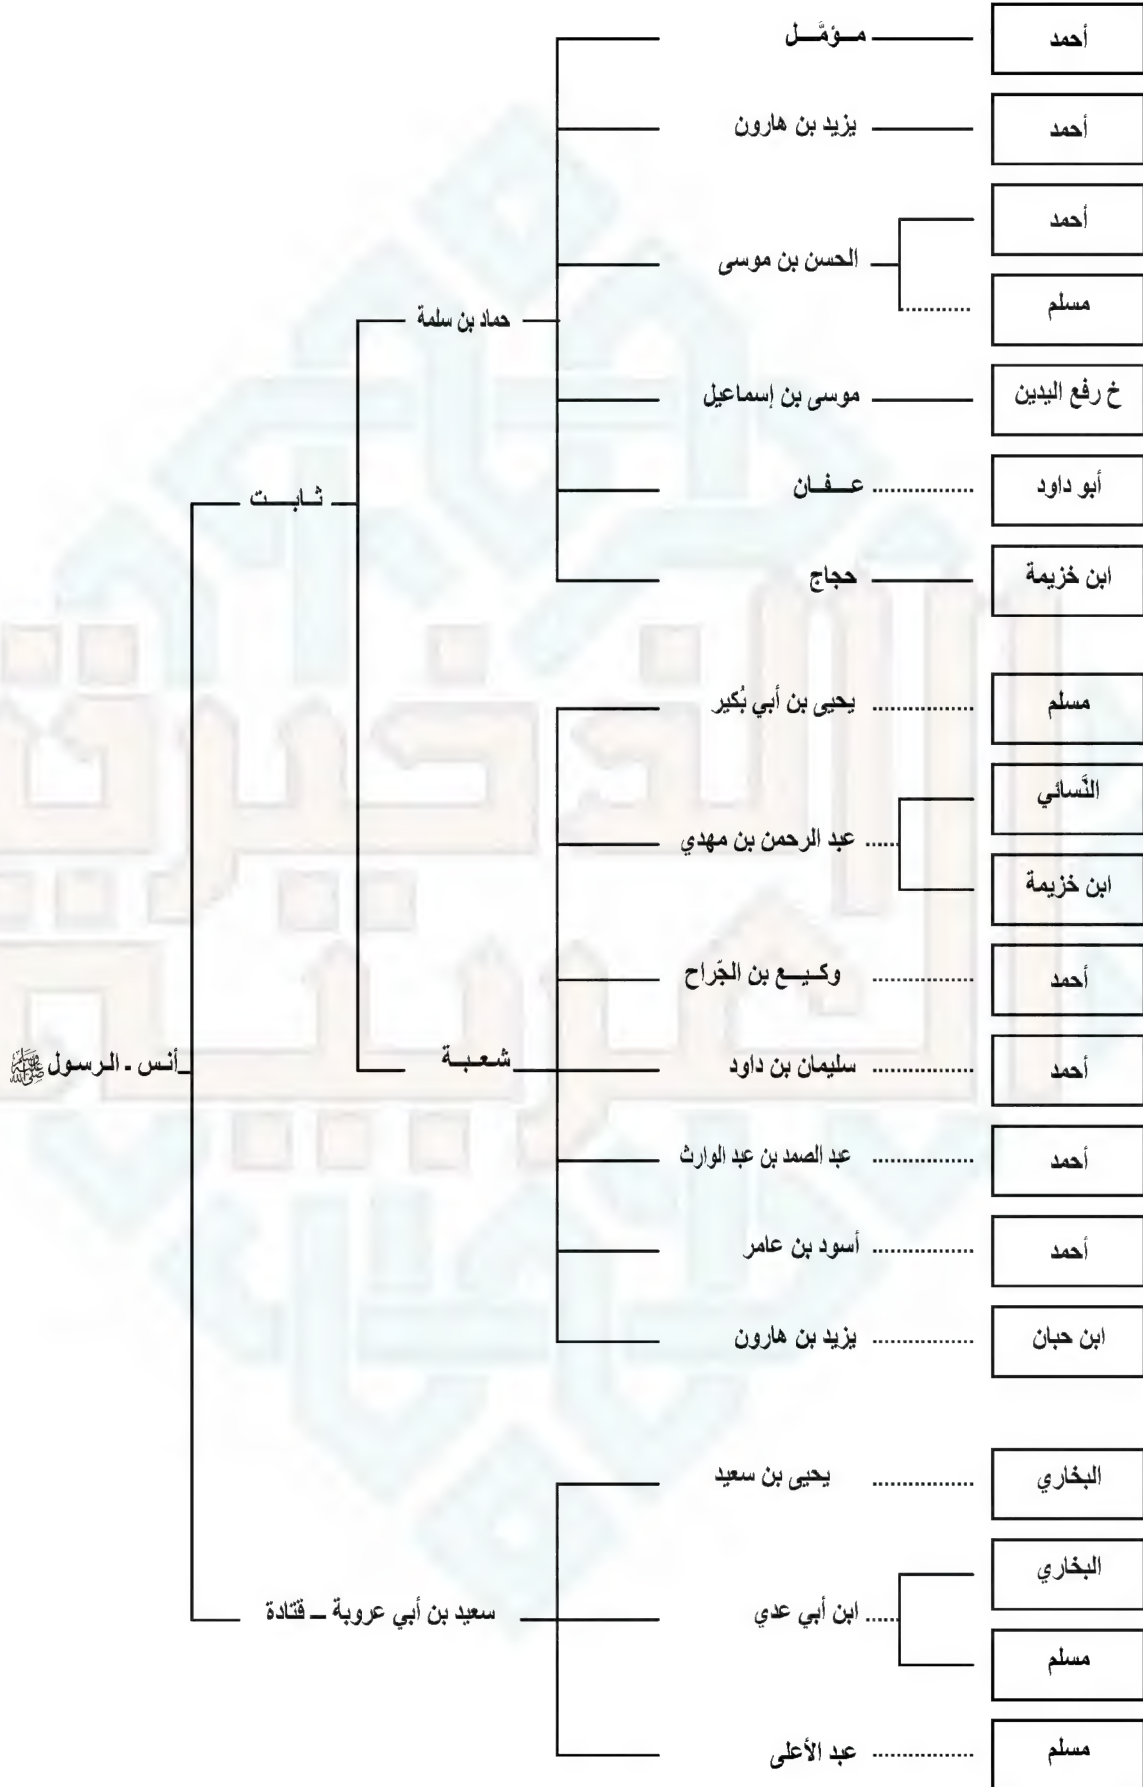 أحمد مـؤمَّـل
أحمد يزيد بن هارون
أحمد
الحسن بن موسى
مسلم
حماد بن سلمة
خ رفع اليدين موسى بن إسماعيل
أبو داود عـفـان ثـابـت
ابن خزيمة حجاج
مسلم يحيى بن أبي بُكير
النَّسائي
عبد الرحمن بن مهدي
ابن خزيمة
أحمد وكـيـع بن الجّراح
أحمد سليمان بن داود شـعـبـة أنس - الرسول ﷺ
أحمد عبد الصمد بن عبد الوارث
أحمد أسود بن عامر
ابن حبان يزيد بن هارون
البخاري يحيى بن سعيد
البخاري
ابن أبي عدي سعيد بن أبي عروبة – قتادة
مسلم
مسلم عبد الأعلى
الذخيرة
العربية